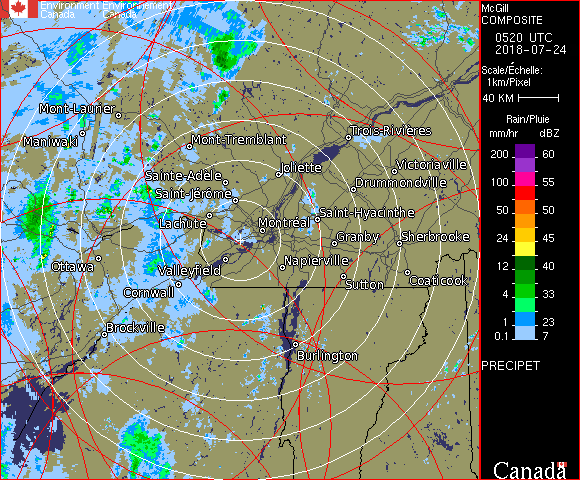 Environment Environnement
Canada Canada
McGill
COMPOSITE
0520 UTC
2018-07-24
Scale/Échelle:
1km/Pixel
40 KM
Rain/Pluie
mm/hr dBZ
200 60
150 57
100 55
50 50
24 45
12 40
4 33
1 23
0.1 7
PRECIPET
Canada
Mont-Laurier
Maniwaki
Mont-Tremblant
Trois-Rivières
Joliette
Victoriaville
Sainte-Adèle
Drummondville
Saint-Jérôme
Lachute
Saint-Hyacinthe
Montréal
Granby
Sherbrooke
Ottawa
Valleyfield
Napierville
Cornwall
Sutton
Coaticook
Brockville
Burlington